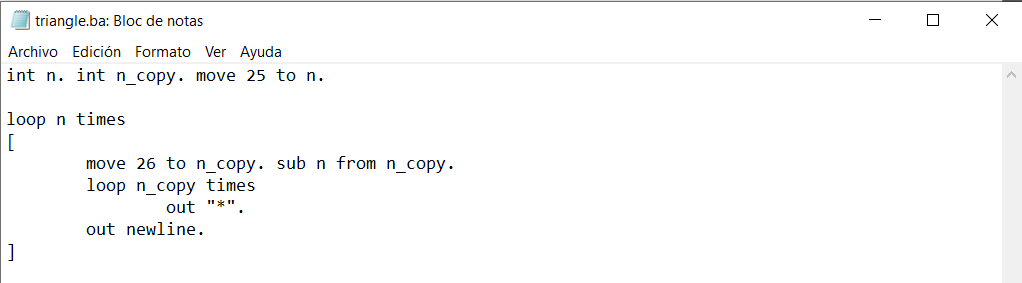 triangle.ba: Bloc de notas
Archivo Edición Formato Ver Ayuda
int n. int n_copy. move 25 to n.
loop n times
[
move 26 to n_copy. sub n from n_copy.
loop n_copy times
out "*".
out newline.
]